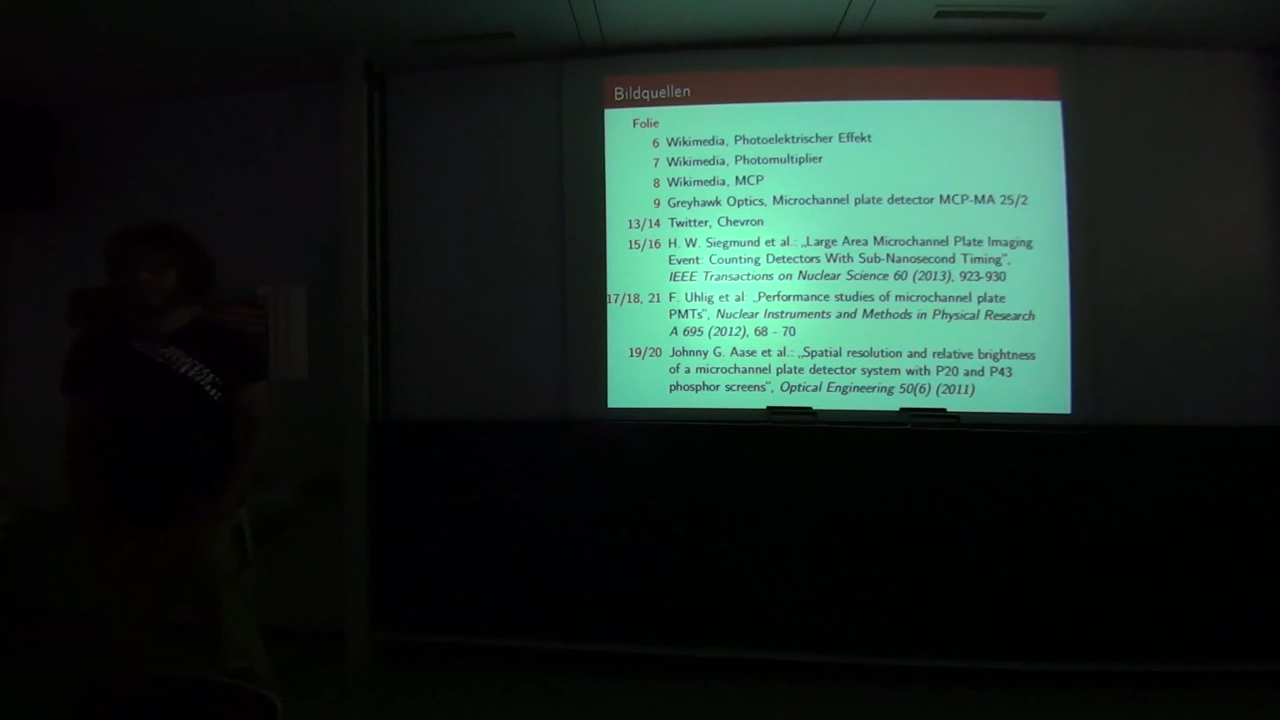 Bildquellen
Folie
6 Wikimedia, Photoelektrischer Effekt
7 Wikimedia, Photomultiplier
8 Wikimedia, MCP
9 Greyhawk Optics, Microchannel plate detector MCP-MA 25/2
13/14 Twitter, Chevron
15/16 H. W. Siegmund et al.: „Large Area Microchannel Plate Imaging
Event: Counting Detectors With Sub-Nanosecond Timing”,
IEEE Transactions on Nuclear Science 60 (2013), 923-930
17/18, 21 F. Uhlig et al: „Performance studies of microchannel plate
PMTs”, Nuclear Instruments and Methods in Physical Research
A 695 (2012), 68 - 70
19/20 Johnny G. Aase et al.: „Spatial resolution and relative brightness
of a microchannel plate detector system with P20 and P43
phosphor screens”, Optical Engineering 50(6) (2011)